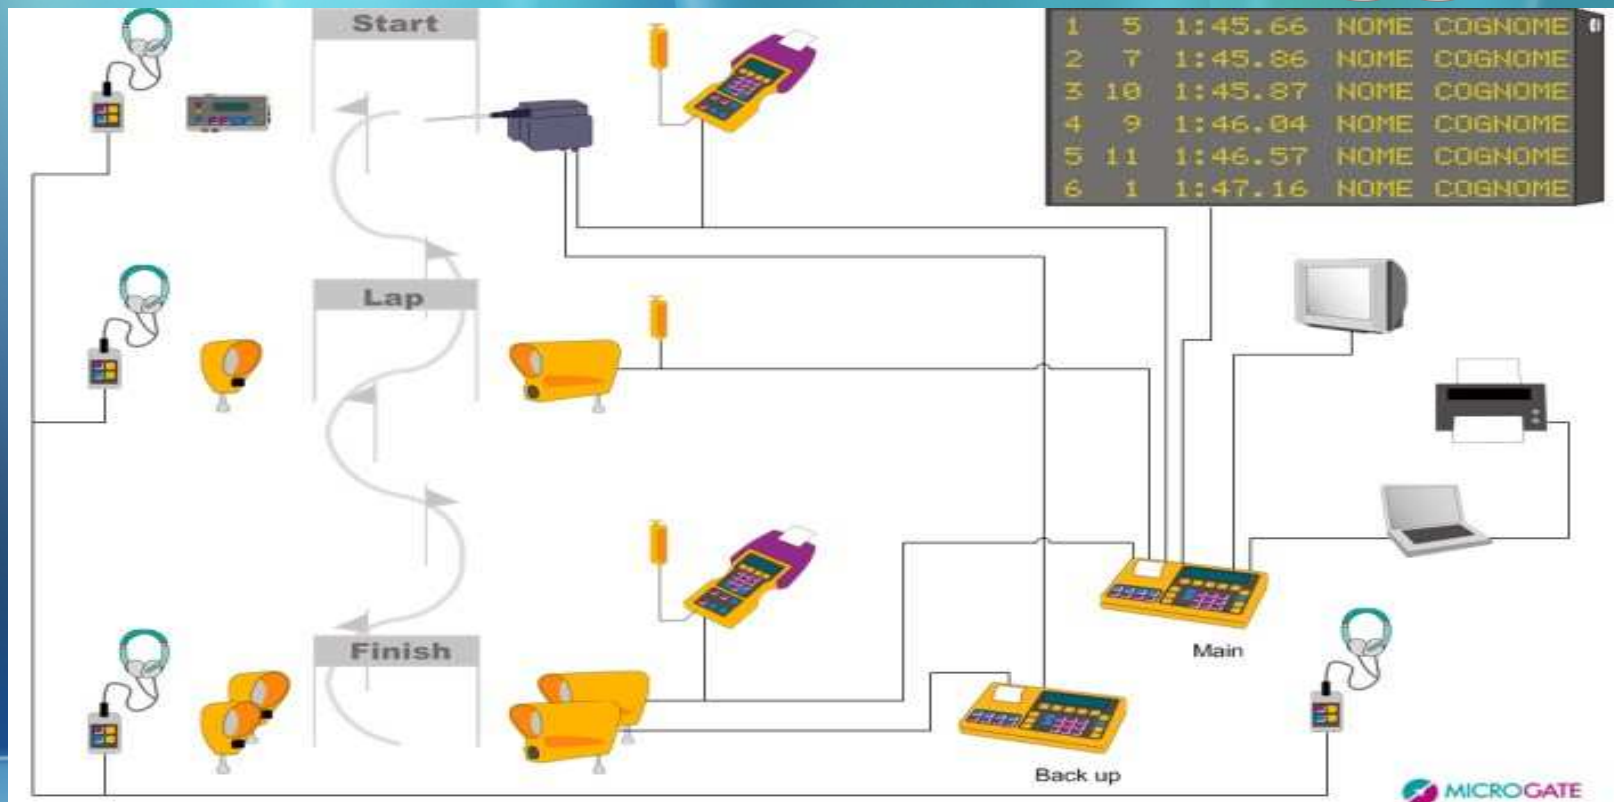 Start
1 5 1:45.66 NOME COGNOME
2 7 1:45.86 NOME COGNOME
3 10 1:45.87 NOME COGNOME
4 9 1:46.04 NOME COGNOME
5 11 1:46.57 NOME COGNOME
6 1 1:47.16 NOME COGNOME
Lap
Finish
Main
Back up
MICROGATE